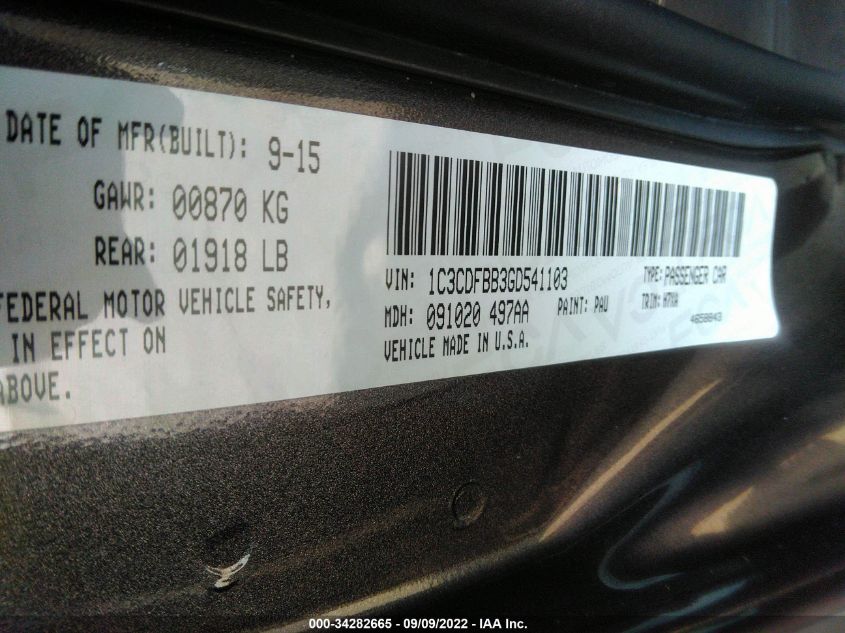 DATE OF MFR(BUILT): 9-15
GAWR: 00870 KG
REAR: 01918 LB
FEDERAL MOTOR VEHICLE SAFETY,
IN EFFECT ON
ABOVE.
VIN: 1C3CDFBB3GD541103 TYPE: PASSENGER CAR
MDH: 091020 497AA PAINT: PAU TRIM:
VEHICLE MADE IN U.S.A.
000-34282665 - 09/09/2022 - IAA Inc.